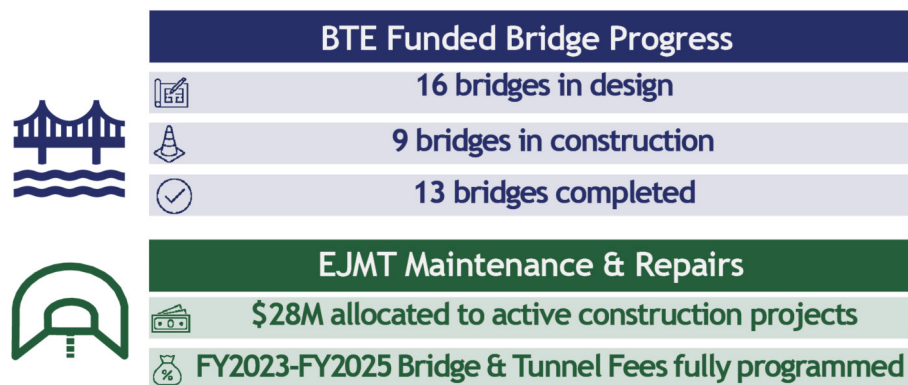 BTE Funded Bridge Progress
16 bridges in design
9 bridges in construction
13 bridges completed
EJMT Maintenance & Repairs
$28M allocated to active construction projects
FY2023-FY2025 Bridge & Tunnel Fees fully programmed